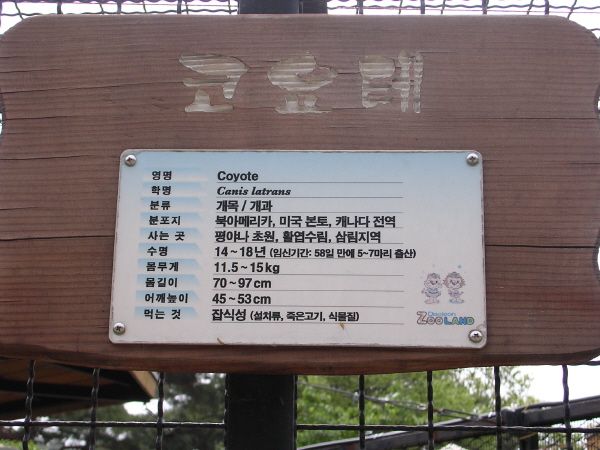 코요태
영명 Coyote
학명 Canis latrans
분류 개목 / 개과
분포지 북아메리카, 미국 본토, 캐나다 전역
사는 곳 평야나 초원, 활엽수림, 삼림지역
수명 14~18년 (임신기간: 58일 만에 5~7마리 출산)
몸무게 11.5~15kg
몸길이 70~97cm
어깨높이 45~53cm
먹는 것 잡식성 (설치류, 죽은고기, 식물질)
Daejeon
ZOO LAND